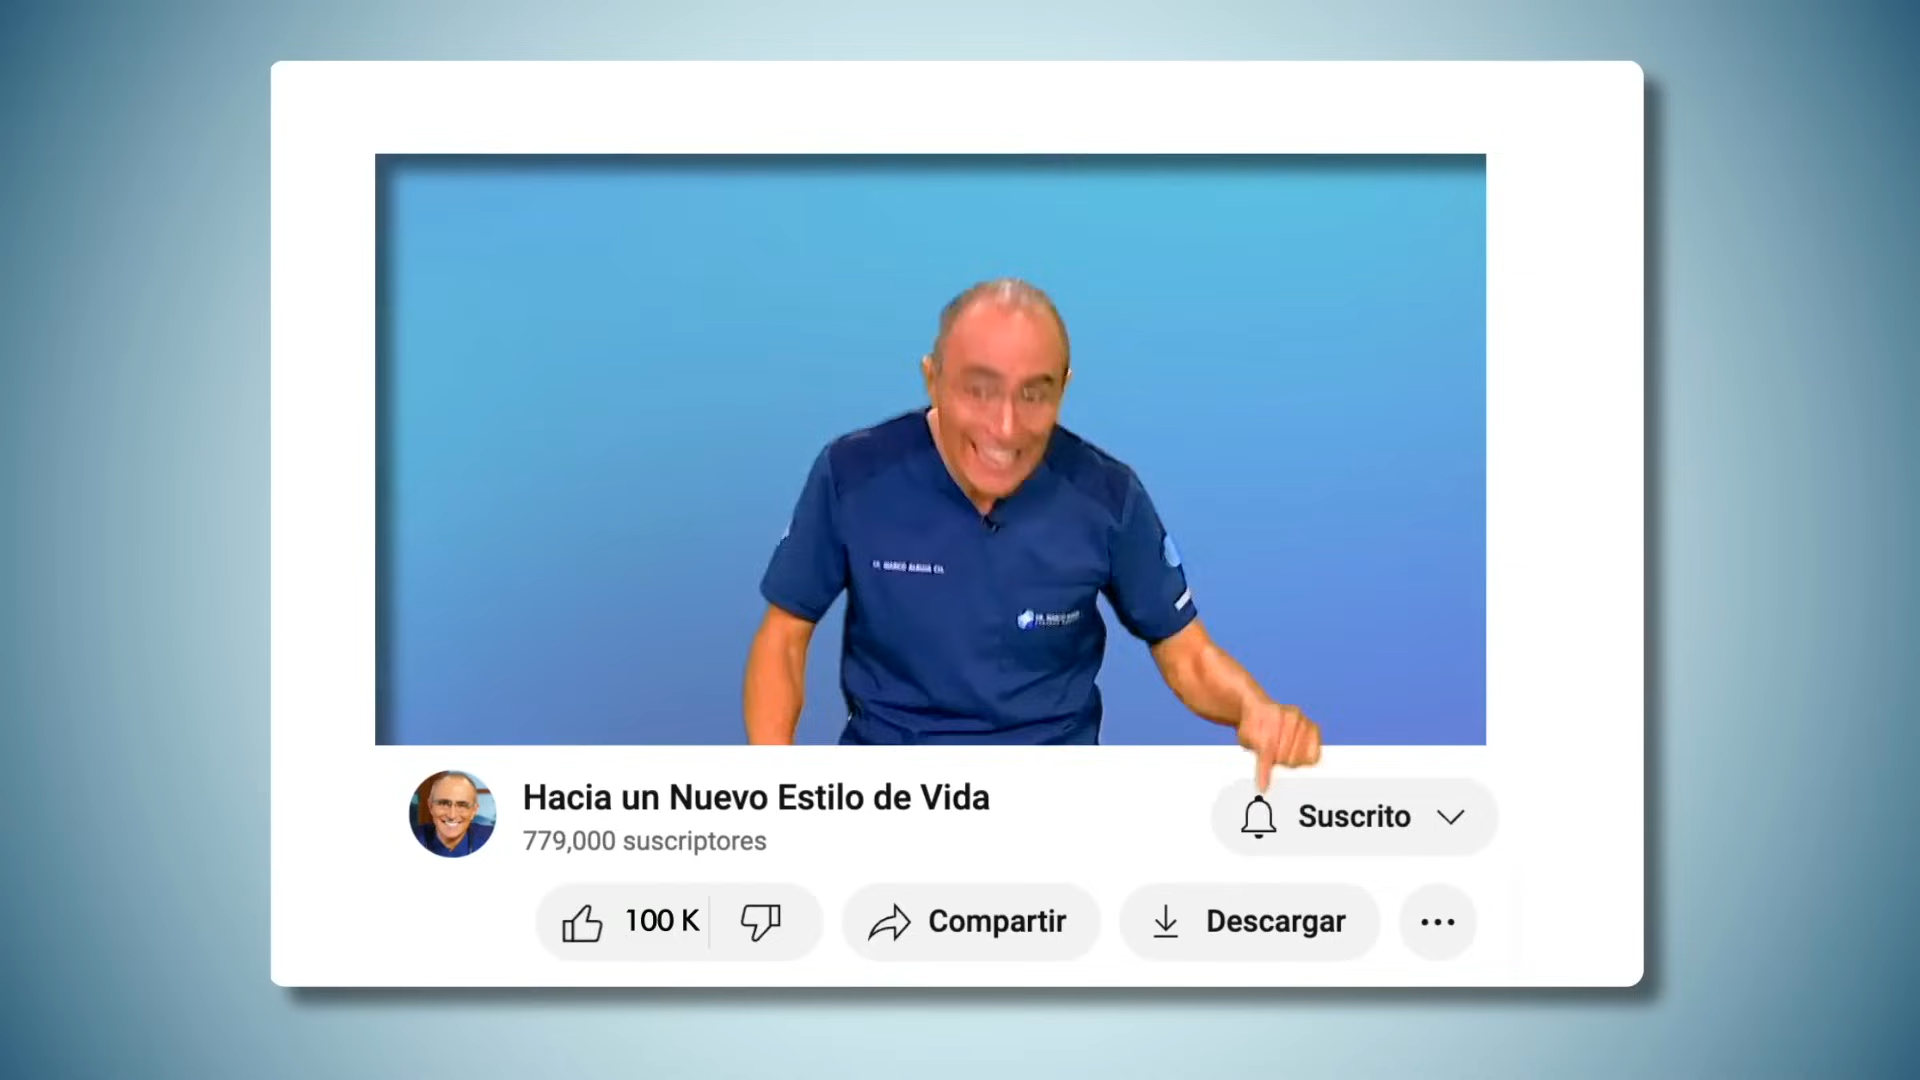 Hacia un Nuevo Estilo de Vida
779,000 suscriptores
Suscrito
100 K
Compartir
Descargar